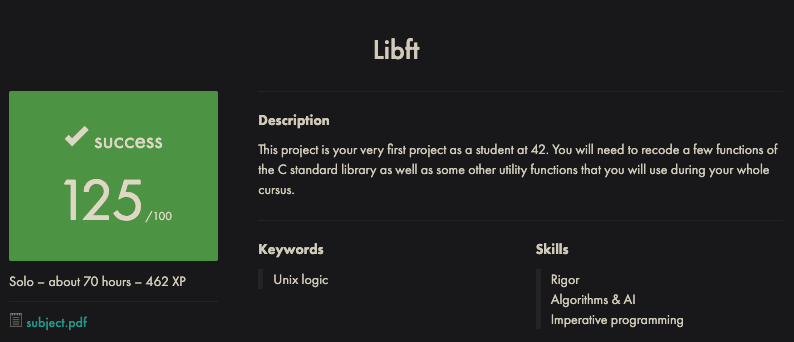 Libft
success
125/100
Solo – about 70 hours – 462 XP
subject.pdf
Description
This project is your very first project as a student at 42. You will need to recode a few functions of
the C standard library as well as some other utility functions that you will use during your whole
cursus.
Keywords
Unix logic
Skills
Rigor
Algorithms & AI
Imperative programming